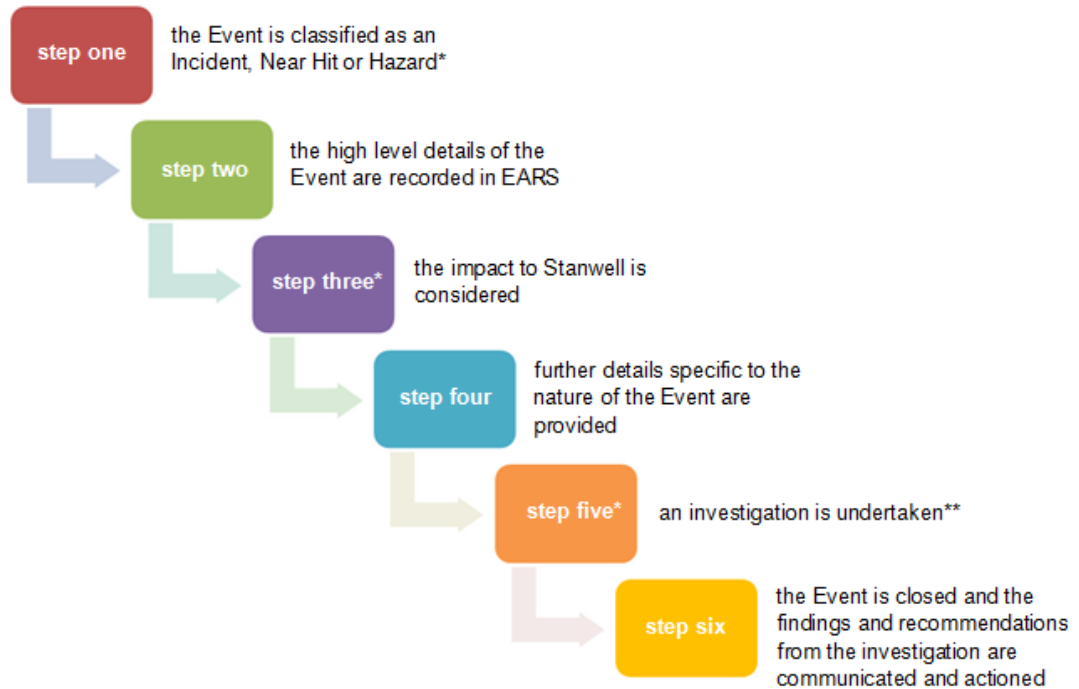 step one
the Event is classified as an
Incident, Near Hit or Hazard*
step two
the high level details of the
Event are recorded in EARS
step three*
the impact to Stanwell is
considered
step four
further details specific to the
nature of the Event are
provided
step five*
an investigation is undertaken**
step six
the Event is closed and the
findings and recommendations
from the investigation are
communicated and actioned